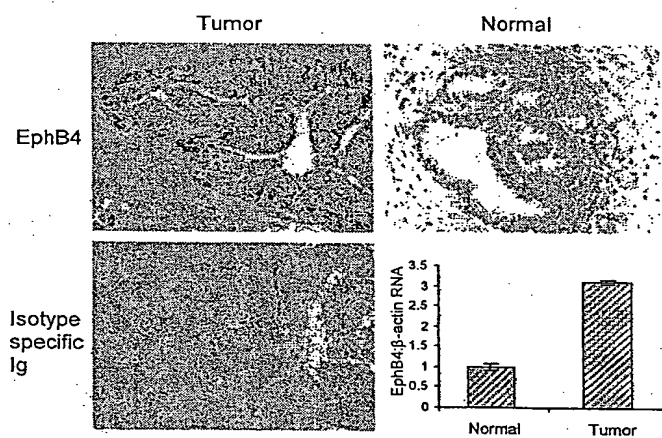 Tumor
Normal
EphB4
Isotype
specific
Ig
EphB4:β-actin RNA
3.5
3
2.5
2
1.5
1
0.5
0
Normal
Tumor